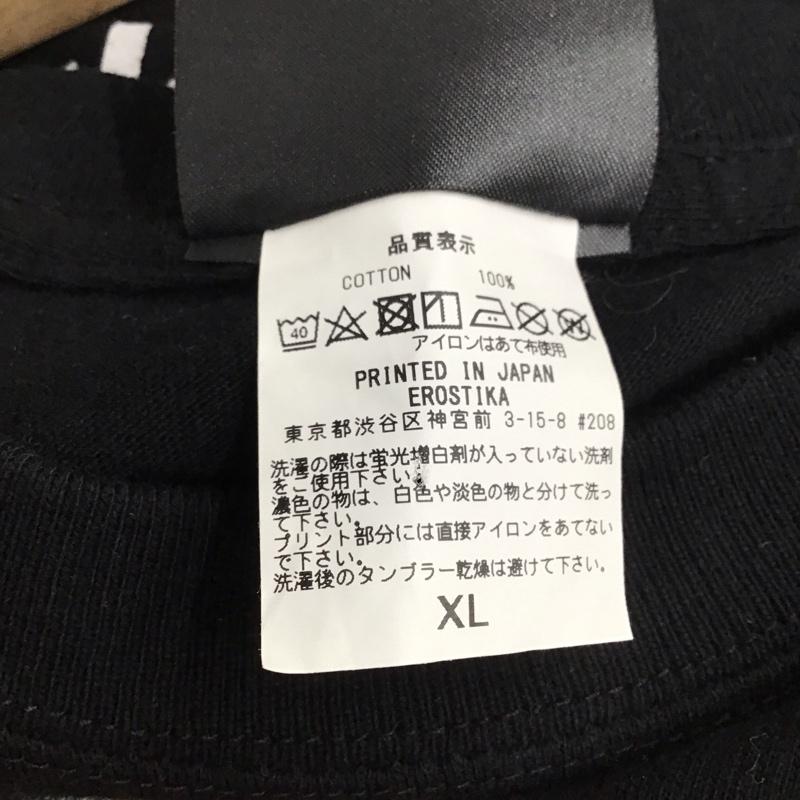 品質表示
COTTON 100%
40
アイロンはあて布使用
PRINTED IN JAPAN
EROSTIKA
東京都渋谷区神宮前 3-15-8 #208
洗濯の際は蛍光増白剤が入っていない洗剤
をご使用下さい。
濃色の物は、白色や淡色の物と分けて洗っ
て下さい。
プリント部分には直接アイロンをあてない
で下さい。
洗濯後のタンブラー乾燥は避けて下さい。
XL